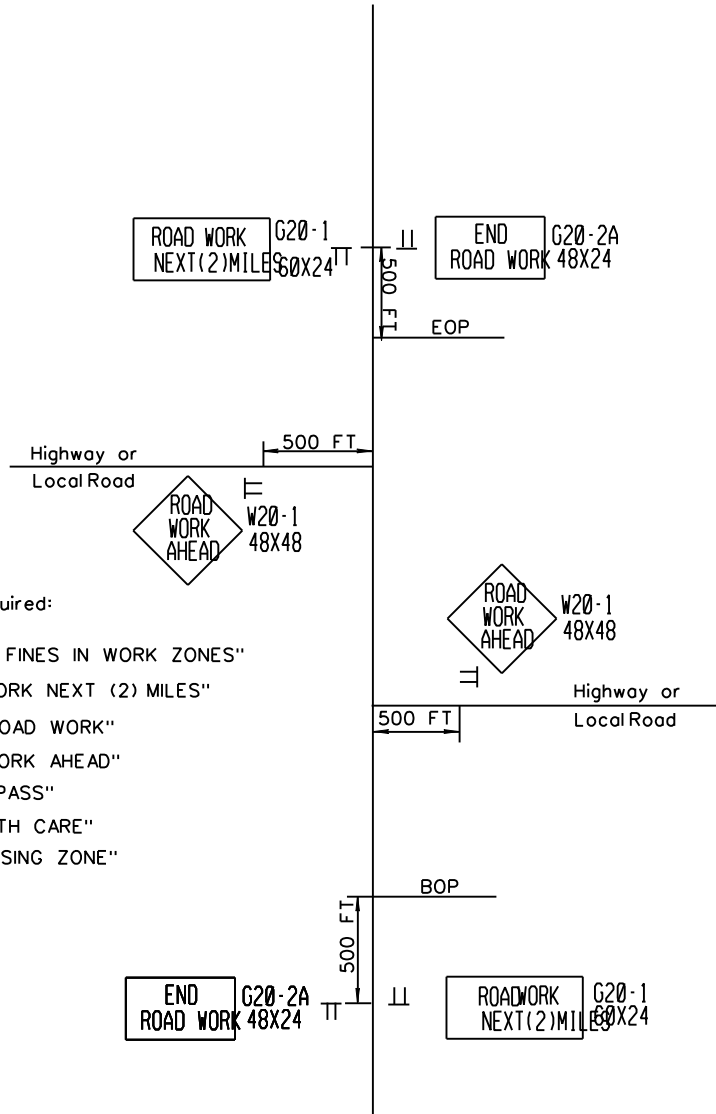 ROAD WORK
NEXT(2)MILES
G20-1
60X24
END
ROAD WORK
G20-2A
48X24
500 FT
EOP
500 FT
Highway or
Local Road
ROAD
WORK
AHEAD
W20-1
48X48
ROAD
WORK
AHEAD
W20-1
48X48
uired:
FINES IN WORK ZONES"
ORK NEXT (2) MILES"
OAD WORK"
ORK AHEAD"
PASS"
TH CARE"
SING ZONE"
Highway or
Local Road
500 FT
BOP
500 FT
END
ROAD WORK
G20-2A
48X24
ROADWORK
NEXT(2)MILES
G20-1
60X24